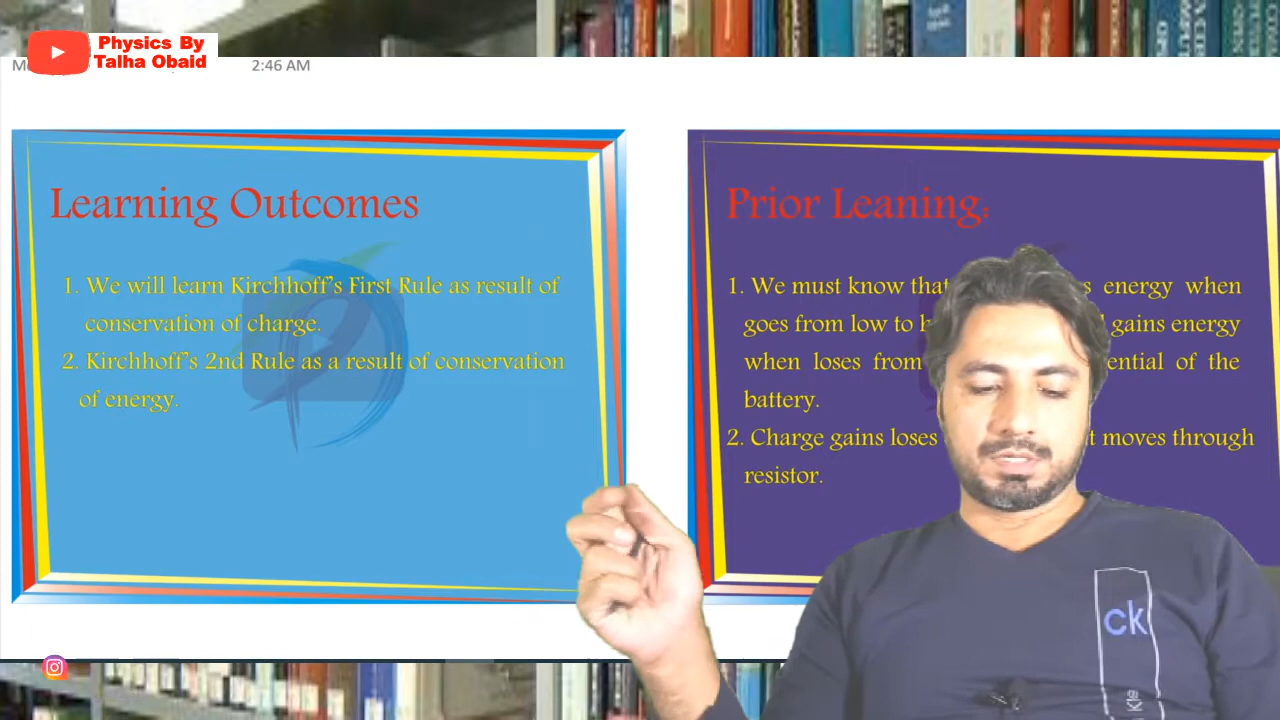 Physics By
Talha Obaid
2:46 AM
Learning Outcomes
1. We will learn Kirchhoff's First Rule as result of
conservation of charge.
2. Kirchhoff's 2nd Rule as a result of conservation
of energy.
Prior Leaning:
1. We must know that energy when
goes from low to gains energy
when loses from of the
battery.
2. Charge gains loses moves through
resistor.
ck